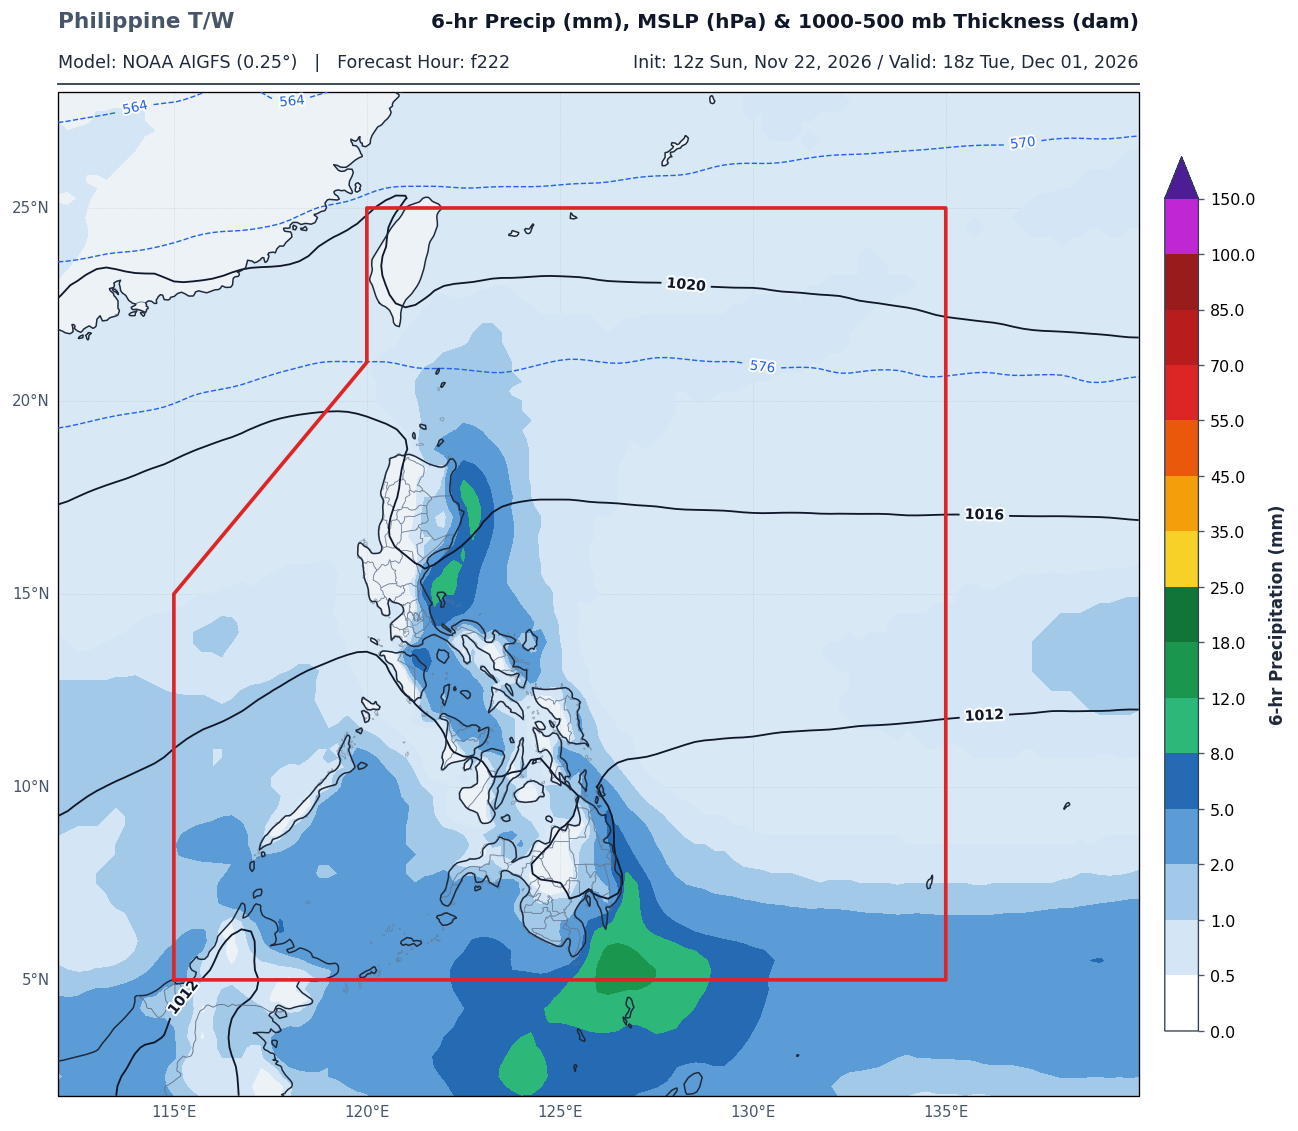 Philippine T/W
6-hr Precip (mm), MSLP (hPa) & 1000-500 mb Thickness (dam)
Model: NOAA AIGFS (0.25°) | Forecast Hour: f222
Init: 12z Sun, Nov 22, 2026 / Valid: 18z Tue, Dec 01, 2026
564
564
570
576
1020
1016
1012
1012
25°N
20°N
15°N
10°N
5°N
115°E
120°E
125°E
130°E
135°E
150.0
100.0
85.0
70.0
55.0
45.0
35.0
25.0
18.0
12.0
8.0
5.0
2.0
1.0
0.5
0.0
6-hr Precipitation (mm)